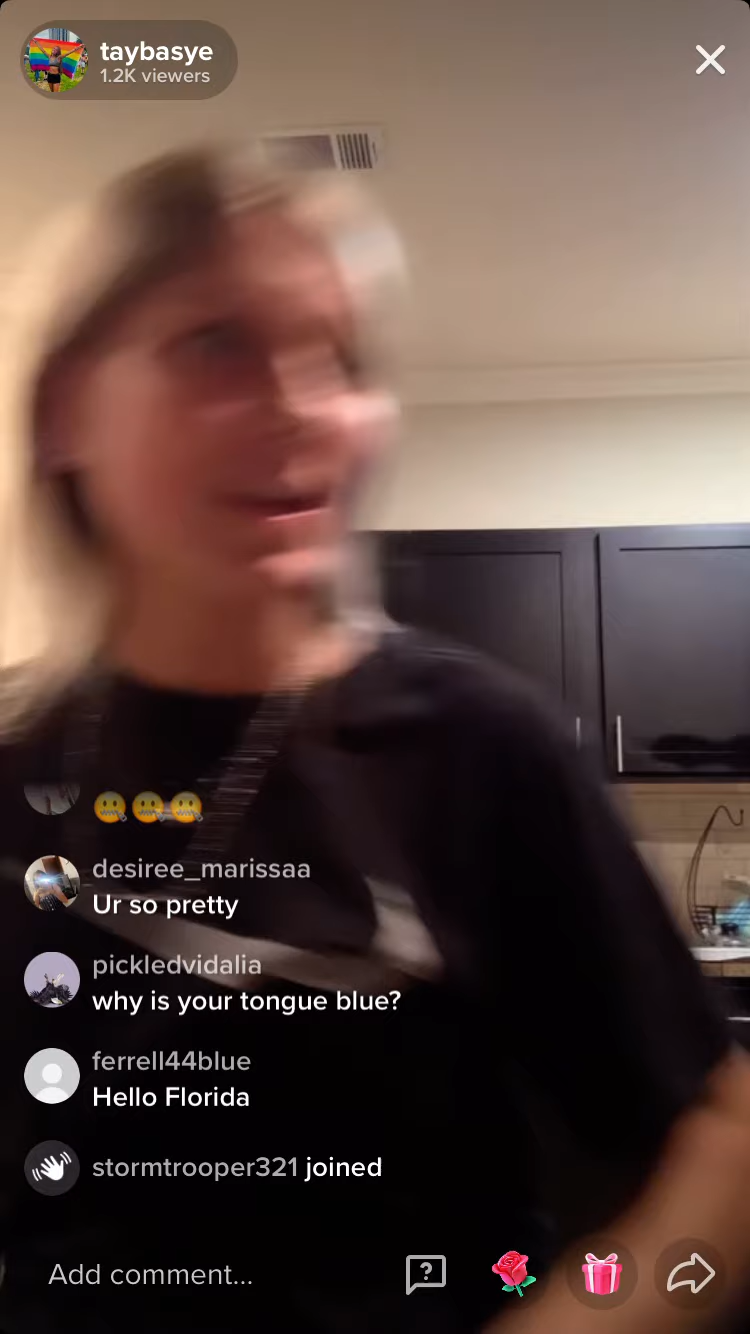 taybasye
1.2K viewers
desiree_marissaa
Ur so pretty
pickledvidalia
why is your tongue blue?
ferrell44blue
Hello Florida
stormtrooper321 joined
Add comment...